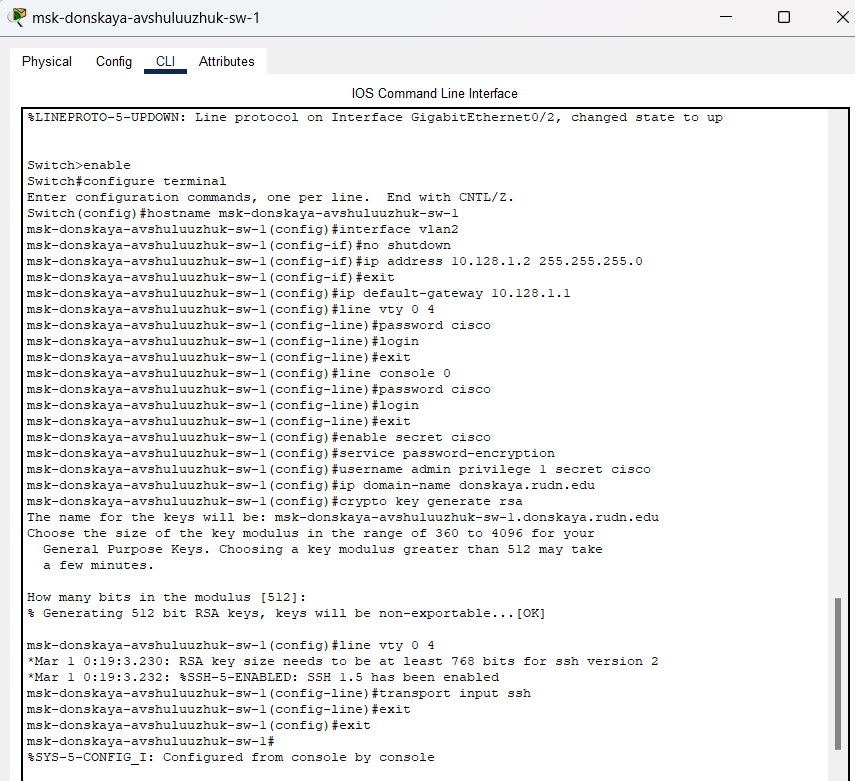 msk-donskaya-avshuluuzhuk-sw-1
Physical Config CLI Attributes
IOS Command Line Interface
%LINEPROTO-5-UPDOWN: Line protocol on Interface GigabitEthernet0/2, changed state to up
Switch>enable
Switch#configure terminal
Enter configuration commands, one per line.  End with CNTL/Z.
Switch(config)#hostname msk-donskaya-avshuluuzhuk-sw-1
msk-donskaya-avshuluuzhuk-sw-1(config)#interface vlan2
msk-donskaya-avshuluuzhuk-sw-1(config-if)#no shutdown
msk-donskaya-avshuluuzhuk-sw-1(config-if)#ip address 10.128.1.2 255.255.255.0
msk-donskaya-avshuluuzhuk-sw-1(config-if)#exit
msk-donskaya-avshuluuzhuk-sw-1(config)#ip default-gateway 10.128.1.1
msk-donskaya-avshuluuzhuk-sw-1(config)#line vty 0 4
msk-donskaya-avshuluuzhuk-sw-1(config-line)#password cisco
msk-donskaya-avshuluuzhuk-sw-1(config-line)#login
msk-donskaya-avshuluuzhuk-sw-1(config-line)#exit
msk-donskaya-avshuluuzhuk-sw-1(config)#line console 0
msk-donskaya-avshuluuzhuk-sw-1(config-line)#password cisco
msk-donskaya-avshuluuzhuk-sw-1(config-line)#login
msk-donskaya-avshuluuzhuk-sw-1(config-line)#exit
msk-donskaya-avshuluuzhuk-sw-1(config)#enable secret cisco
msk-donskaya-avshuluuzhuk-sw-1(config)#service password-encryption
msk-donskaya-avshuluuzhuk-sw-1(config)#username admin privilege 1 secret cisco
msk-donskaya-avshuluuzhuk-sw-1(config)#ip domain-name donskaya.rudn.edu
msk-donskaya-avshuluuzhuk-sw-1(config)#crypto key generate rsa
The name for the keys will be: msk-donskaya-avshuluuzhuk-sw-1.donskaya.rudn.edu
Choose the size of the key modulus in the range of 360 to 4096 for your
  General Purpose Keys. Choosing a key modulus greater than 512 may take
  a few minutes.
How many bits in the modulus [512]:
% Generating 512 bit RSA keys, keys will be non-exportable...[OK]
msk-donskaya-avshuluuzhuk-sw-1(config)#line vty 0 4
*Mar 1 0:19:3.230: RSA key size needs to be at least 768 bits for ssh version 2
*Mar 1 0:19:3.232: %SSH-5-ENABLED: SSH 1.5 has been enabled
msk-donskaya-avshuluuzhuk-sw-1(config-line)#transport input ssh
msk-donskaya-avshuluuzhuk-sw-1(config-line)#exit
msk-donskaya-avshuluuzhuk-sw-1(config)#exit
msk-donskaya-avshuluuzhuk-sw-1#
%SYS-5-CONFIG_I: Configured from console by console